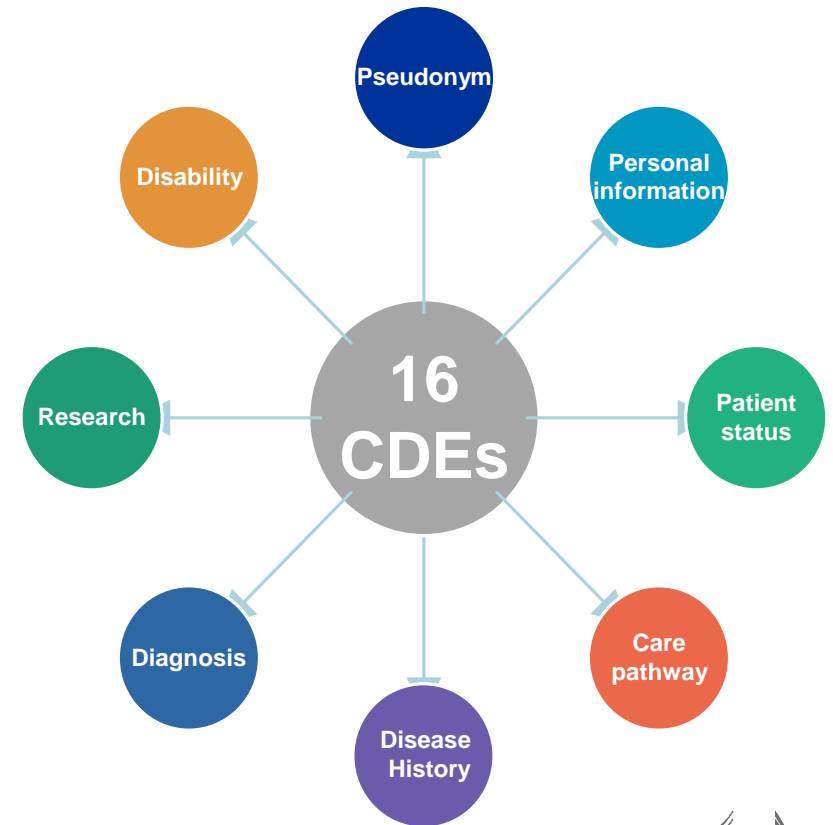 Pseudonym
Disability
Personal
information
16
CDEs
Research
Patient
status
Diagnosis
Care
pathway
Disease
History